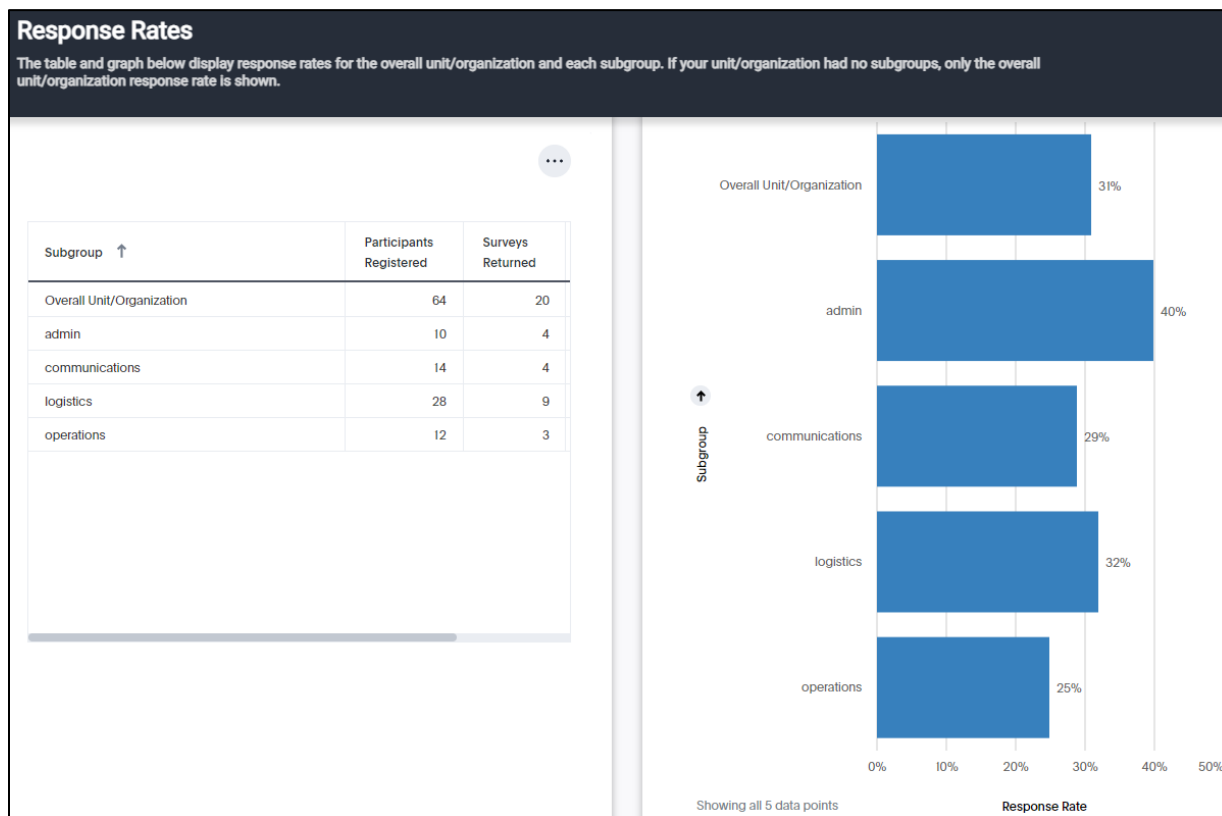 Response Rates
The table and graph below display response rates for the overall unit/organization and each subgroup. If your unit/organization had no subgroups, only the overall
unit/organization response rate is shown.
Subgroup ↑ Participants Registered Surveys Returned
Overall Unit/Organization 64 20
admin 10 4
communications 14 4
logistics 28 9
operations 12 3
Subgroup
Overall Unit/Organization 31%
admin 40%
communications 29%
logistics 32%
operations 25%
0% 10% 20% 30% 40% 50%
Showing all 5 data points Response Rate